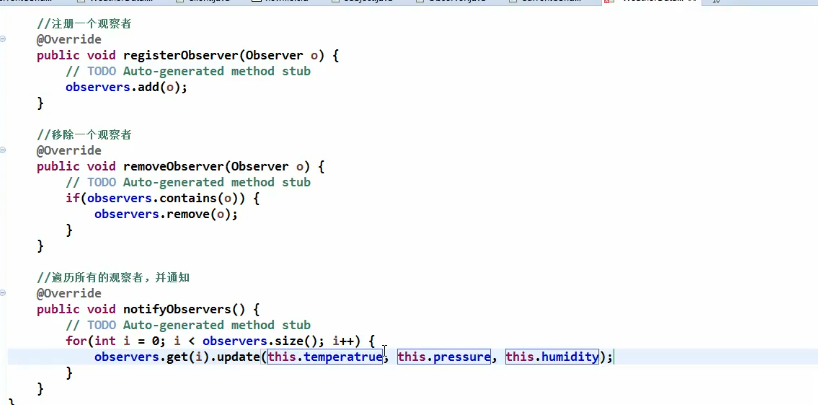 //注册一个观察者
@Override
public void registerObserver(Observer o) {
// TODO Auto-generated method stub
observers.add(o);
}
//移除一个观察者
@Override
public void removeObserver(Observer o) {
// TODO Auto-generated method stub
if(observers.contains(o)) {
observers.remove(o);
}
}
//遍历所有的观察者，并通知
@Override
public void notifyObservers() {
// TODO Auto-generated method stub
for(int i = 0; i < observers.size(); i++) {
observers.get(i).update(this.temperatrue, this.pressure, this.humidity);
}
}
}